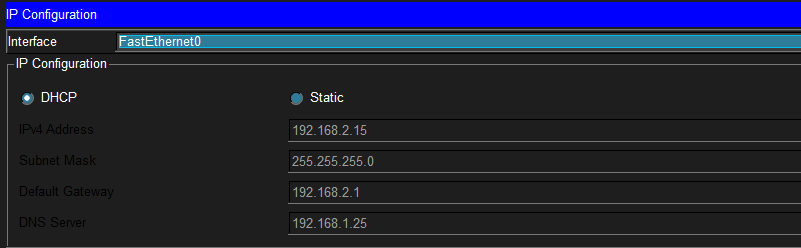 IP Configuration
Interface FastEthernet0
IP Configuration
DHCP Static
IPv4 Address 192.168.2.15
Subnet Mask 255.255.255.0
Default Gateway 192.168.2.1
DNS Server 192.168.1.25